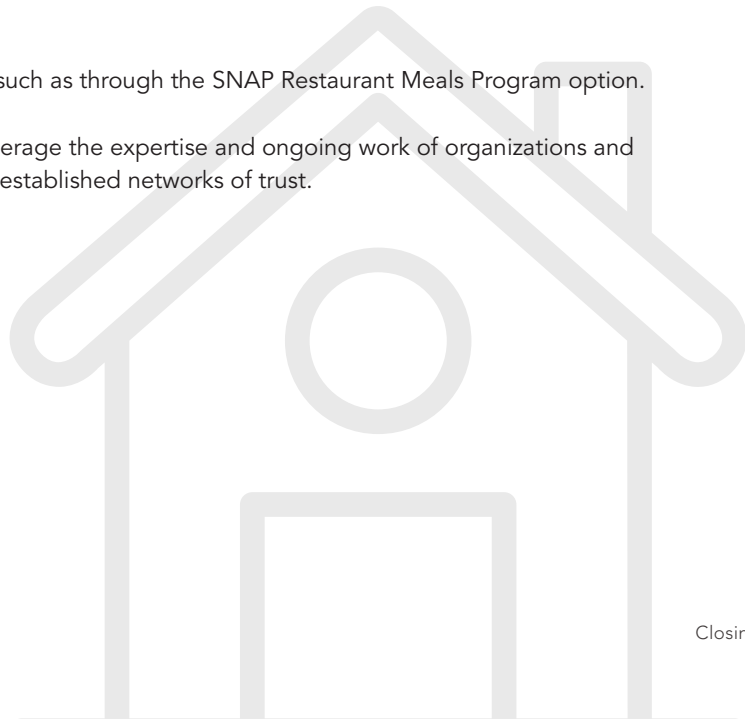 such as through the SNAP Restaurant Meals Program option.
erage the expertise and ongoing work of organizations and
established networks of trust.